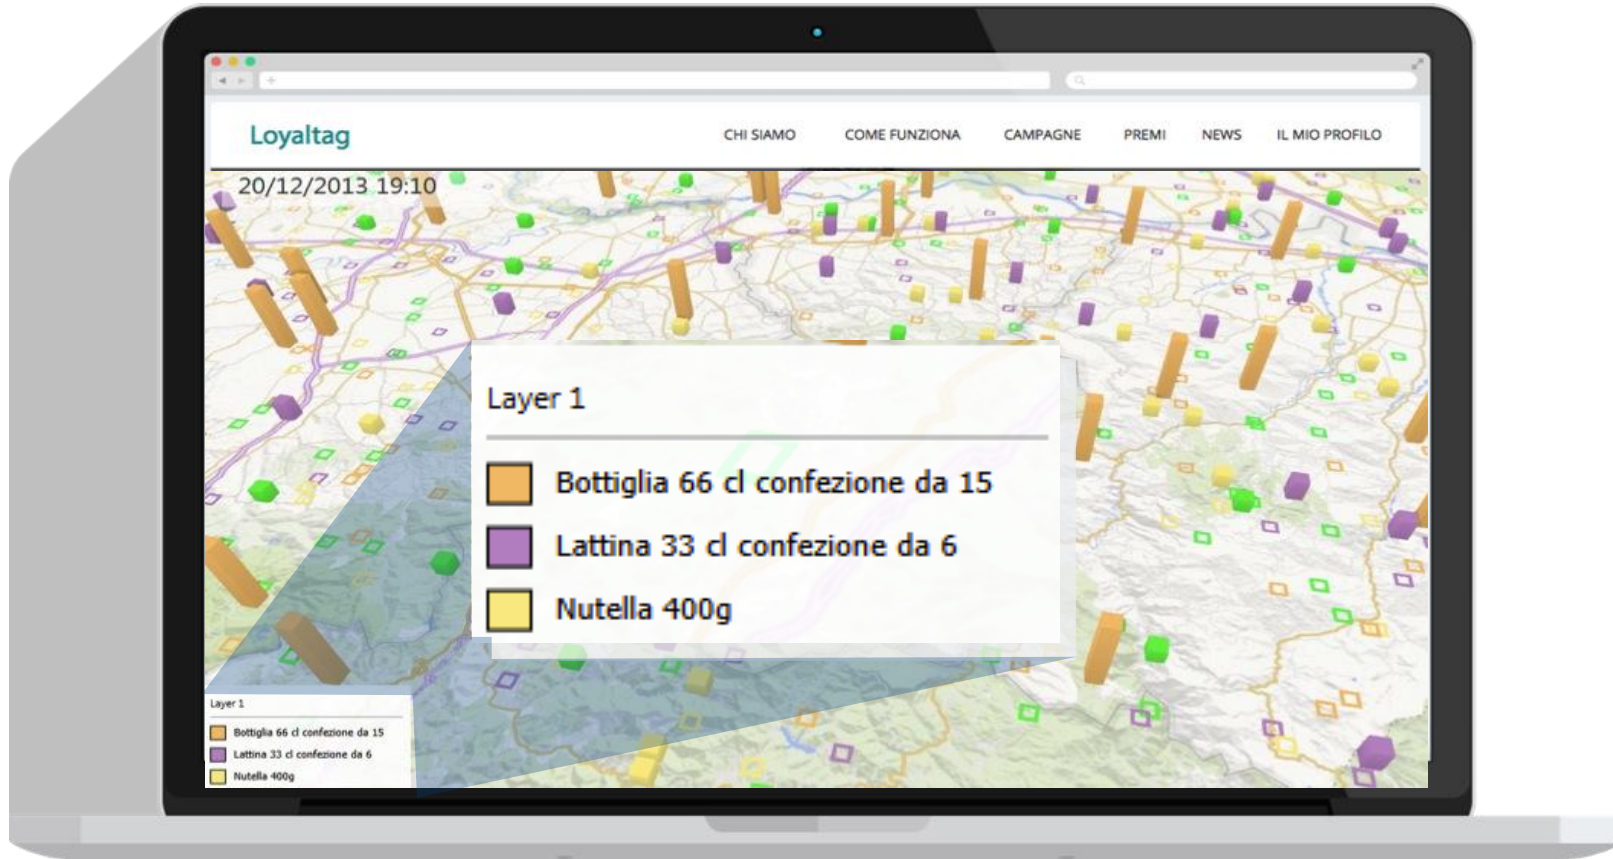 Loyaltag
CHI SIAMO COME FUNZIONA CAMPAGNE PREMI NEWS IL MIO PROFILO
20/12/2013 19:10
Layer 1
Bottiglia 66 cl confezione da 15
Lattina 33 cl confezione da 6
Nutella 400g
Layer 1
Bottiglia 66 cl confezione da 15
Lattina 33 cl confezione da 6
Nutella 400g